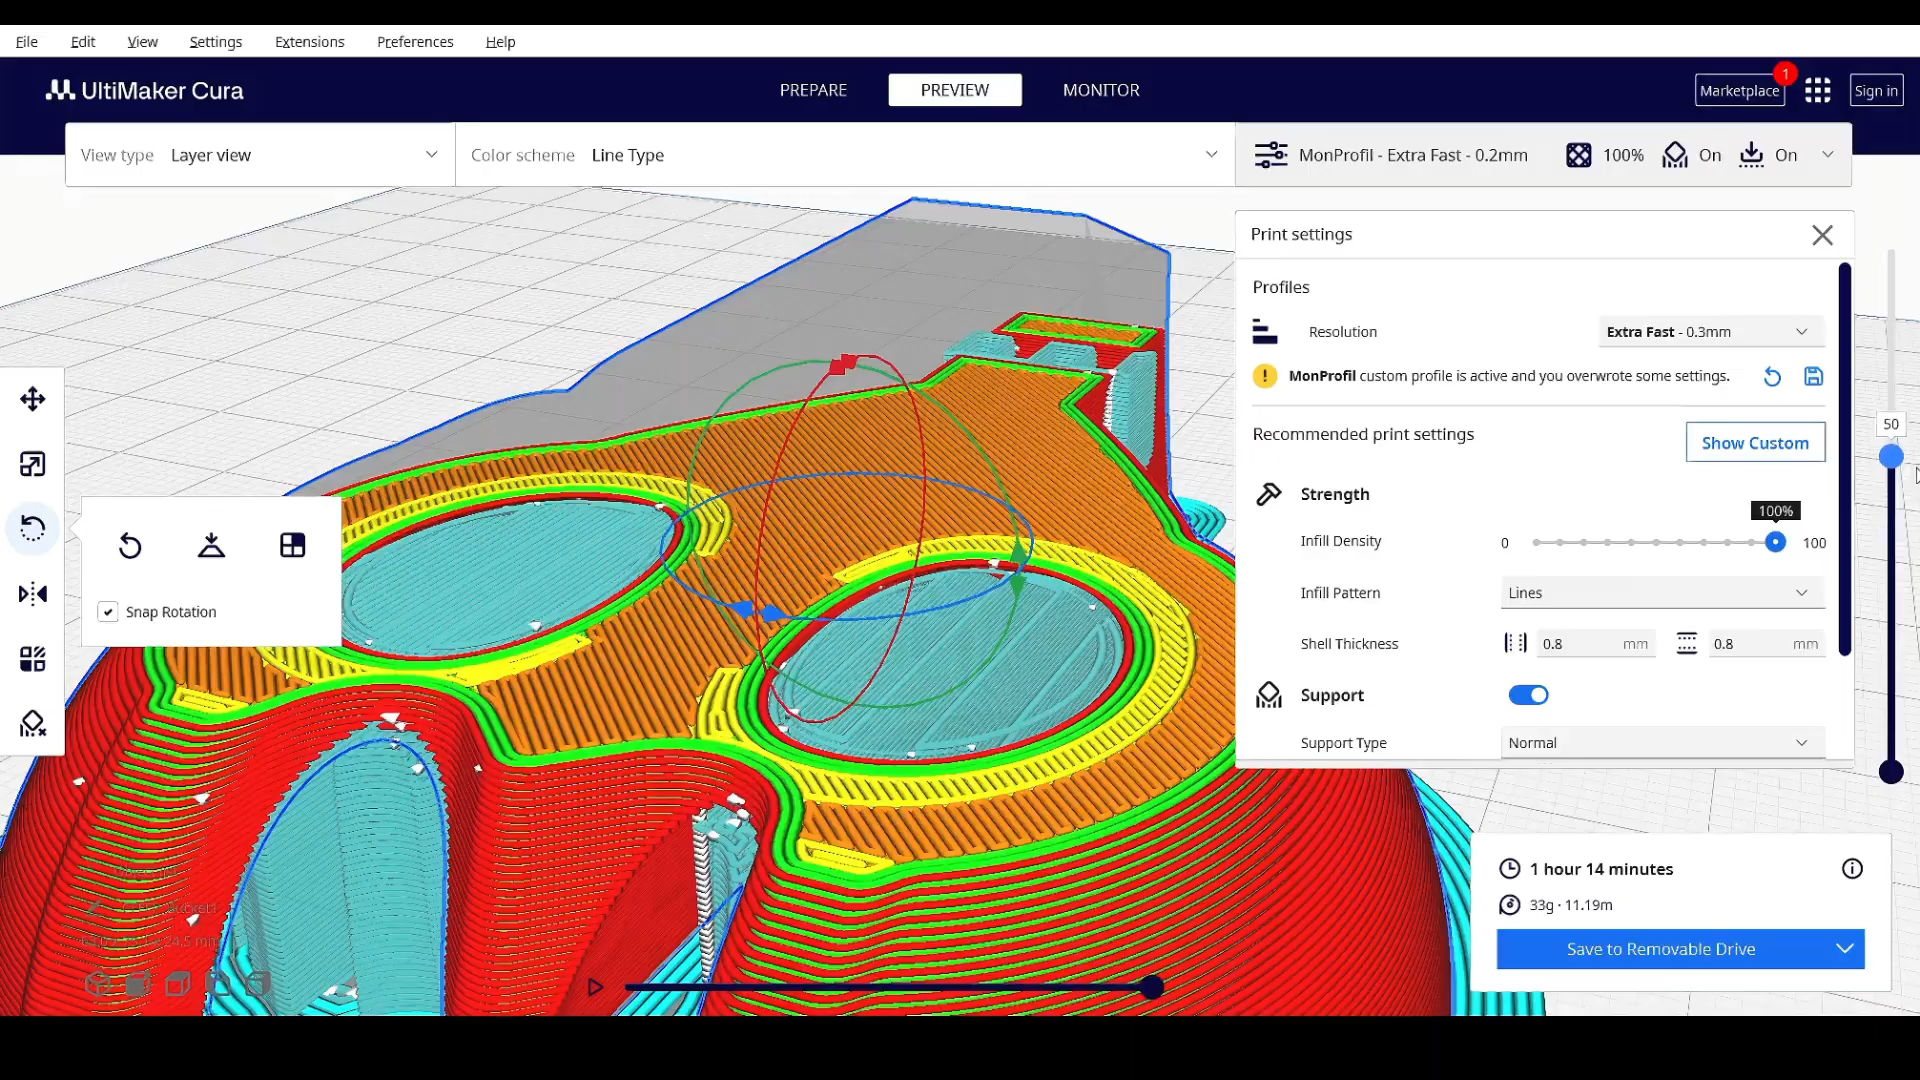 File Edit View Settings Extensions Preferences Help
UltiMaker Cura
PREPARE PREVIEW MONITOR
1
Marketplace
Sign in
View type Layer view
Color scheme Line Type
MonProfil - Extra Fast - 0.2mm 100% On On
Print settings
Profiles
Resolution Extra Fast - 0.3mm
MonProfil custom profile is active and you overwrote some settings.
Recommended print settings Show Custom
50
Strength
100%
Infill Density 0 100
Infill Pattern Lines
Shell Thickness 0.8 mm 0.8 mm
Support
Support Type Normal
Snap Rotation
1 hour 14 minutes
33g · 11.19m
Save to Removable Drive